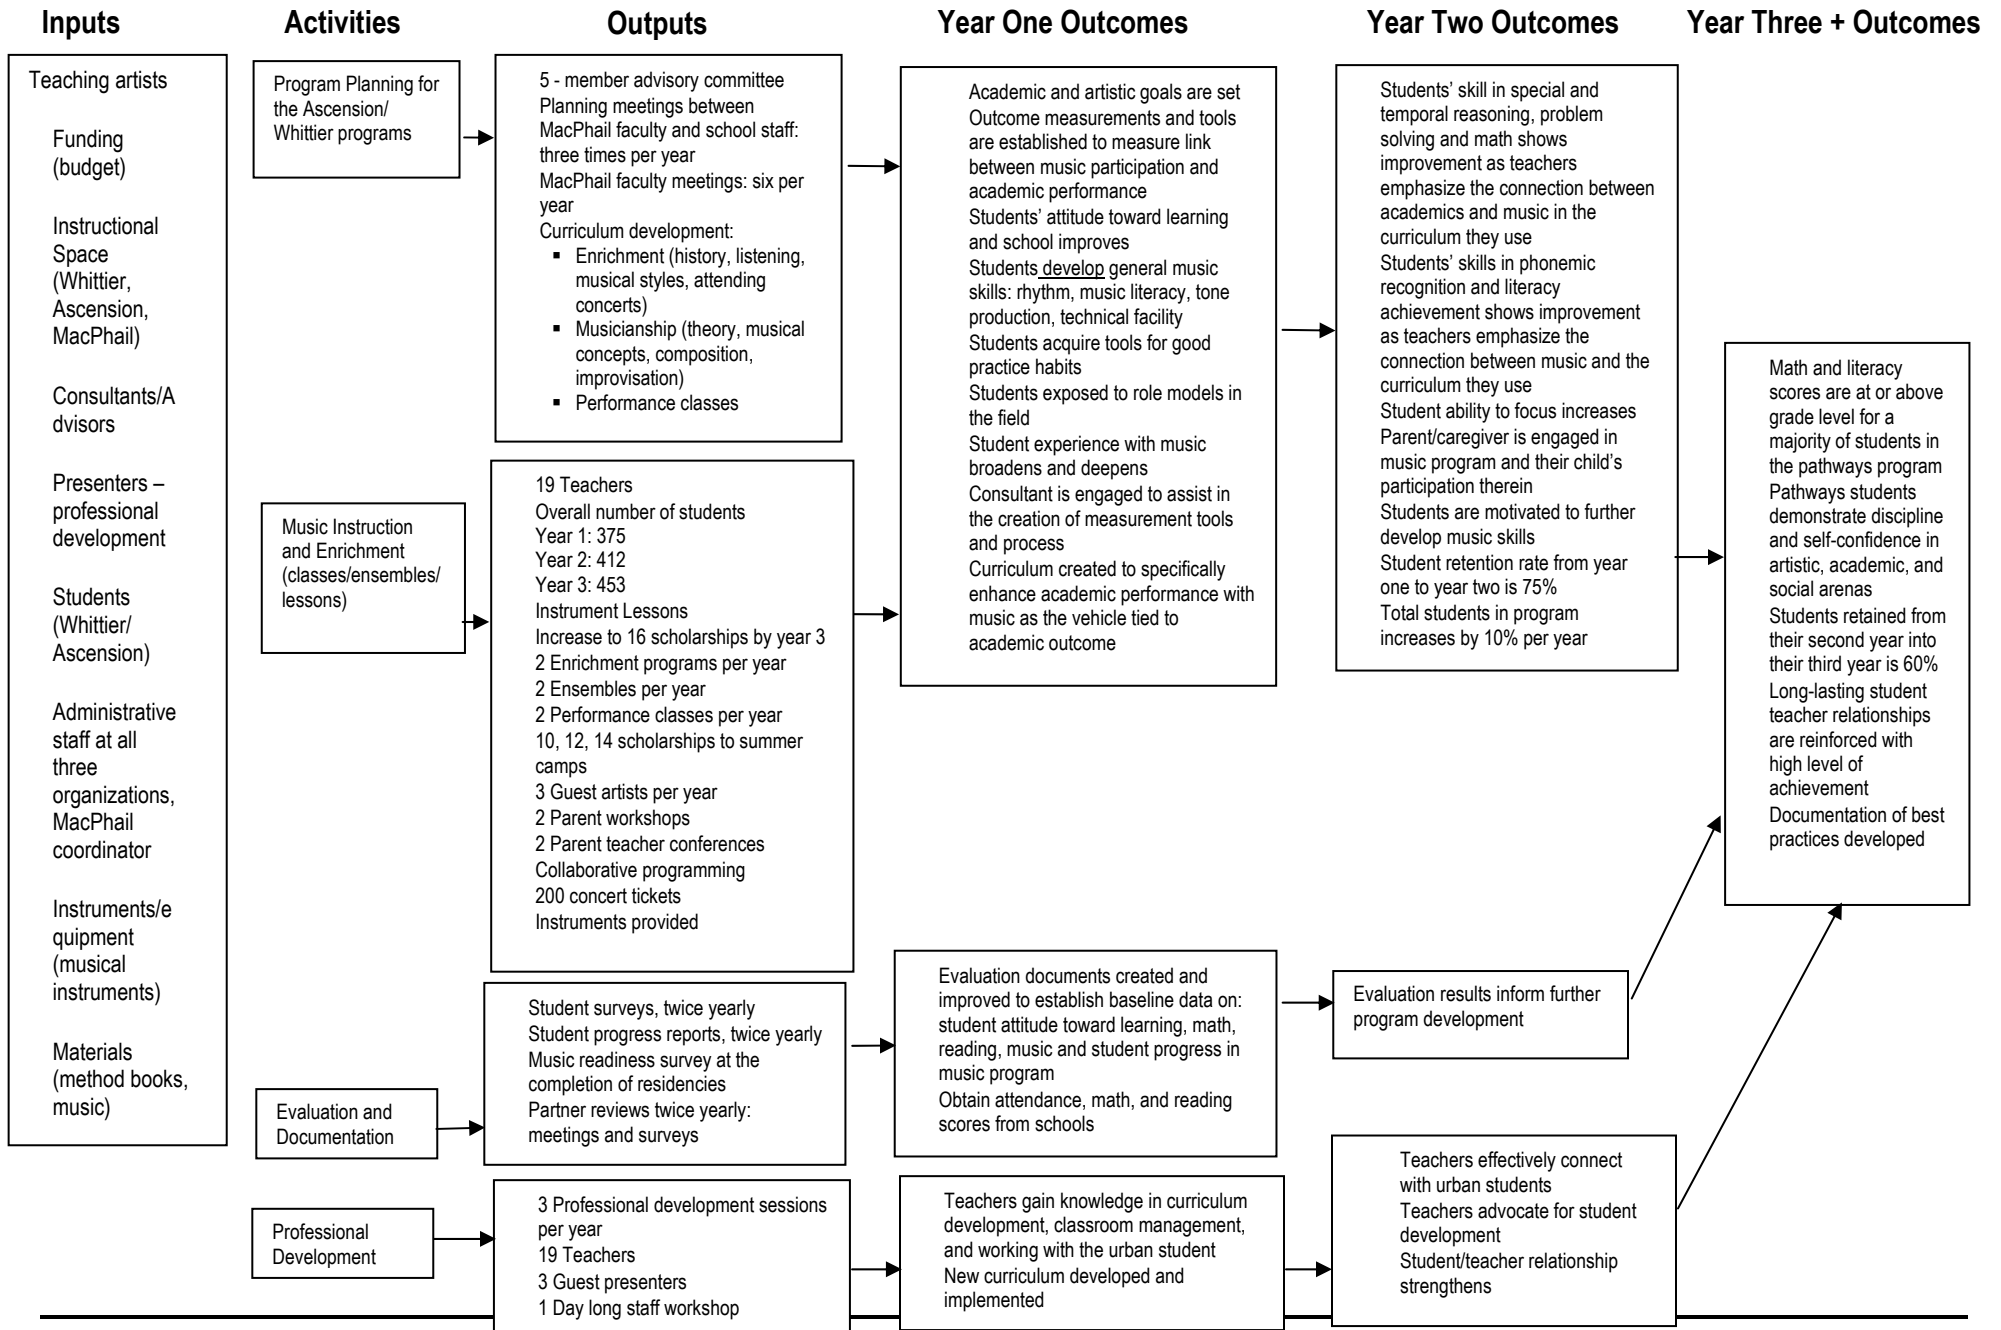 Inputs
Activities
Outputs
Year One Outcomes
Year Two Outcomes
Year Three + Outcomes
Teaching artists
Funding
(budget)
Instructional
Space
(Whittier,
Ascension,
MacPhail)
Consultants/A
dvisors
Presenters –
professional
development
Students
(Whittier/
Ascension)
Administrative
staff at all
three
organizations,
MacPhail
coordinator
Instruments/e
quipment
(musical
instruments)
Materials
(method books,
music)
Program Planning for
the Ascension/
Whittier programs
Music Instruction
and Enrichment
(classes/ensembles/
lessons)
Evaluation and
Documentation
Professional
Development
5 - member advisory committee
Planning meetings between
MacPhail faculty and school staff:
three times per year
MacPhail faculty meetings: six per
year
Curriculum development:
▪ Enrichment (history, listening,
musical styles, attending
concerts)
▪ Musicianship (theory, musical
concepts, composition,
improvisation)
▪ Performance classes
19 Teachers
Overall number of students
Year 1: 375
Year 2: 412
Year 3: 453
Instrument Lessons
Increase to 16 scholarships by year 3
2 Enrichment programs per year
2 Ensembles per year
2 Performance classes per year
10, 12, 14 scholarships to summer
camps
3 Guest artists per year
2 Parent workshops
2 Parent teacher conferences
Collaborative programming
200 concert tickets
Instruments provided
Student surveys, twice yearly
Student progress reports, twice yearly
Music readiness survey at the
completion of residencies
Partner reviews twice yearly:
meetings and surveys
3 Professional development sessions
per year
19 Teachers
3 Guest presenters
1 Day long staff workshop
Academic and artistic goals are set
Outcome measurements and tools
are established to measure link
between music participation and
academic performance
Students’ attitude toward learning
and school improves
Students develop general music
skills: rhythm, music literacy, tone
production, technical facility
Students acquire tools for good
practice habits
Students exposed to role models in
the field
Student experience with music
broadens and deepens
Consultant is engaged to assist in
the creation of measurement tools
and process
Curriculum created to specifically
enhance academic performance with
music as the vehicle tied to
academic outcome
Evaluation documents created and
improved to establish baseline data on:
student attitude toward learning, math,
reading, music and student progress in
music program
Obtain attendance, math, and reading
scores from schools
Teachers gain knowledge in curriculum
development, classroom management,
and working with the urban student
New curriculum developed and
implemented
Students’ skill in special and
temporal reasoning, problem
solving and math shows
improvement as teachers
emphasize the connection between
academics and music in the
curriculum they use
Students’ skills in phonemic
recognition and literacy
achievement shows improvement
as teachers emphasize the
connection between music and the
curriculum they use
Student ability to focus increases
Parent/caregiver is engaged in
music program and their child’s
participation therein
Students are motivated to further
develop music skills
Student retention rate from year
one to year two is 75%
Total students in program
increases by 10% per year
Evaluation results inform further
program development
Teachers effectively connect
with urban students
Teachers advocate for student
development
Student/teacher relationship
strengthens
Math and literacy
scores are at or above
grade level for a
majority of students in
the pathways program
Pathways students
demonstrate discipline
and self-confidence in
artistic, academic, and
social arenas
Students retained from
their second year into
their third year is 60%
Long-lasting student
teacher relationships
are reinforced with
high level of
achievement
Documentation of best
practices developed